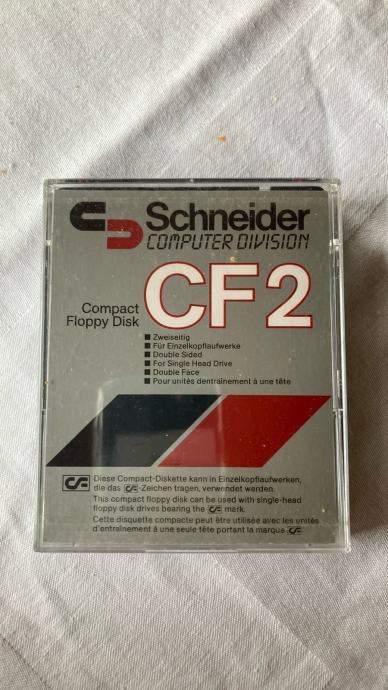 Schneider
COMPUTER DIVISION
CF2
Compact
Floppy Disk
■ Zweiseitig
■ Für Einzelkopflaufwerke
■ Double Sided
■ For Single Head Drive
■ Double Face
■ Pour unités dentraînement à une tête
Diese Compact-Diskette kann in Einzelkopflaufwerken,
die das CF-Zeichen tragen, verwendet werden.
This compact floppy disk can be used with single-head
floppy disk drives bearing the CF mark.
Cette disquette compacte peut être utilisée avec les unités
d'entraînement à une seule tête portant la marque CF.